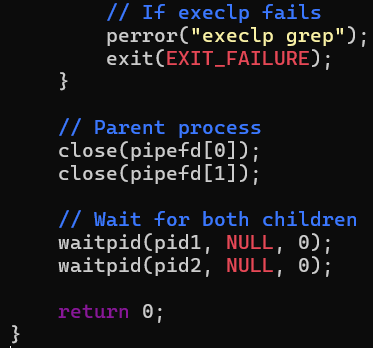 // If execlp fails
perror("execlp grep");
exit(EXIT_FAILURE);
}
// Parent process
close(pipefd[0]);
close(pipefd[1]);
// Wait for both children
waitpid(pid1, NULL, 0);
waitpid(pid2, NULL, 0);
return 0;
}